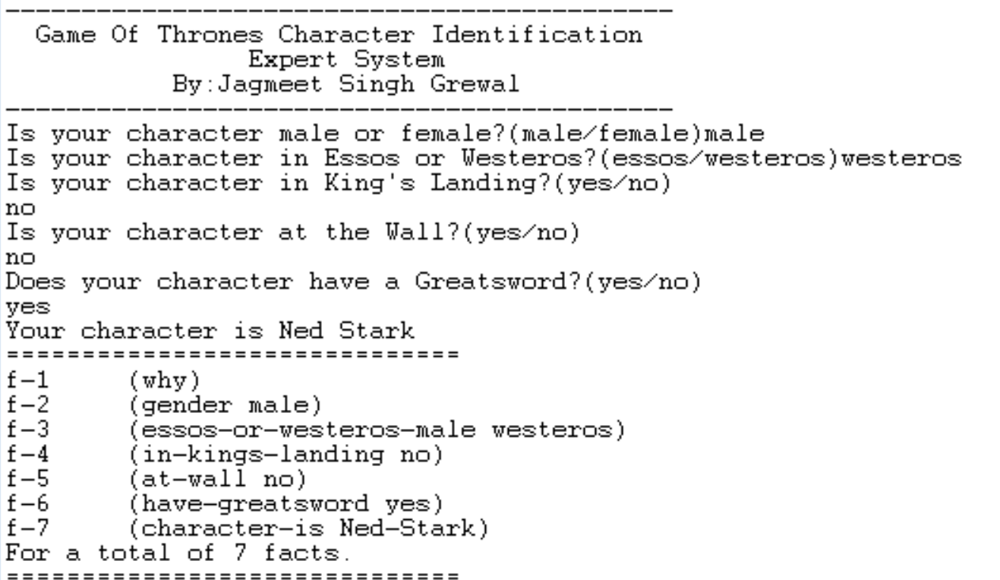 ---------------------------------------------
Game Of Thrones Character Identification
Expert System
By:Jagmeet Singh Grewal
---------------------------------------------
Is your character male or female?(male/female)male
Is your character in Essos or Westeros?(essos/westeros)westeros
Is your character in King's Landing?(yes/no)
no
Is your character at the Wall?(yes/no)
no
Does your character have a Greatsword?(yes/no)
yes
Your character is Ned Stark
==============================
f-1 (why)
f-2 (gender male)
f-3 (essos-or-westeros-male westeros)
f-4 (in-kings-landing no)
f-5 (at-wall no)
f-6 (have-greatsword yes)
f-7 (character-is Ned-Stark)
For a total of 7 facts.
==============================